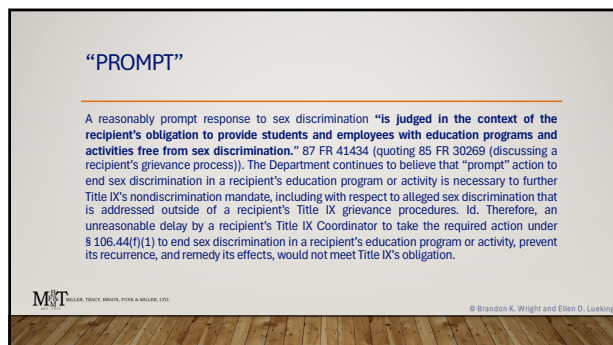 “PROMPT”
A reasonably prompt response to sex discrimination “is judged in the context of the
recipient’s obligation to provide students and employees with education programs and
activities free from sex discrimination.” 87 FR 41434 (quoting 85 FR 30269 (discussing a
recipient’s grievance process)). The Department continues to believe that “prompt” action to
end sex discrimination in a recipient’s education program or activity is necessary to further
Title IX’s nondiscrimination mandate, including with respect to alleged sex discrimination that
is addressed outside of a recipient’s Title IX grievance procedures. Id. Therefore, an
unreasonable delay by a recipient’s Title IX Coordinator to take the required action under
§ 106.44(f)(1) to end sex discrimination in a recipient’s education program or activity, prevent
its recurrence, and remedy its effects, would not meet Title IX’s obligation.
MILLER, TRACY, BRAUN, FUNK & MILLER, LTD.
© Brandon K. Wright and Ellen D. Lueking